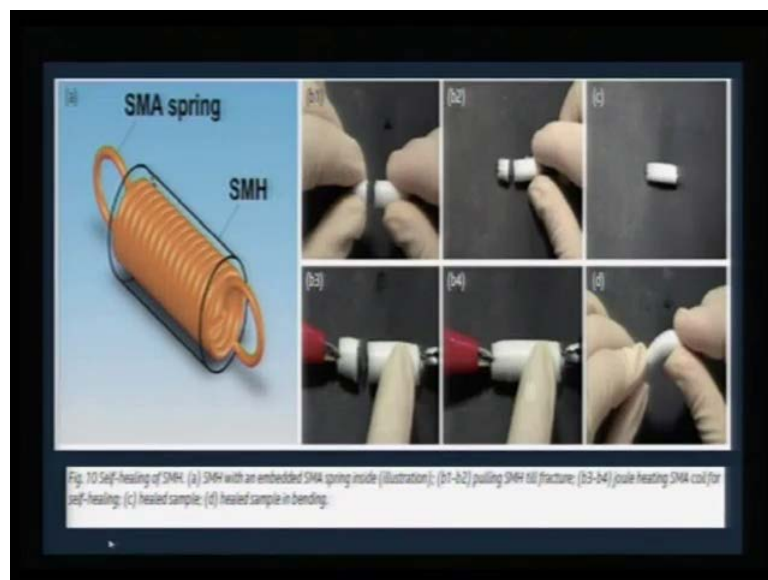 (a)
SMA spring
SMH
(b1)
(b2)
(c)
(b3)
(b4)
(d)
Fig. 10 Self-healing of SMH. (a) SMH with an embedded SMA spring inside (illustration); (b1-b2) pulling SMH till fracture; (b3-b4) joule heating SMA coil for
self-healing; (c) healed sample; (d) healed sample in bending.